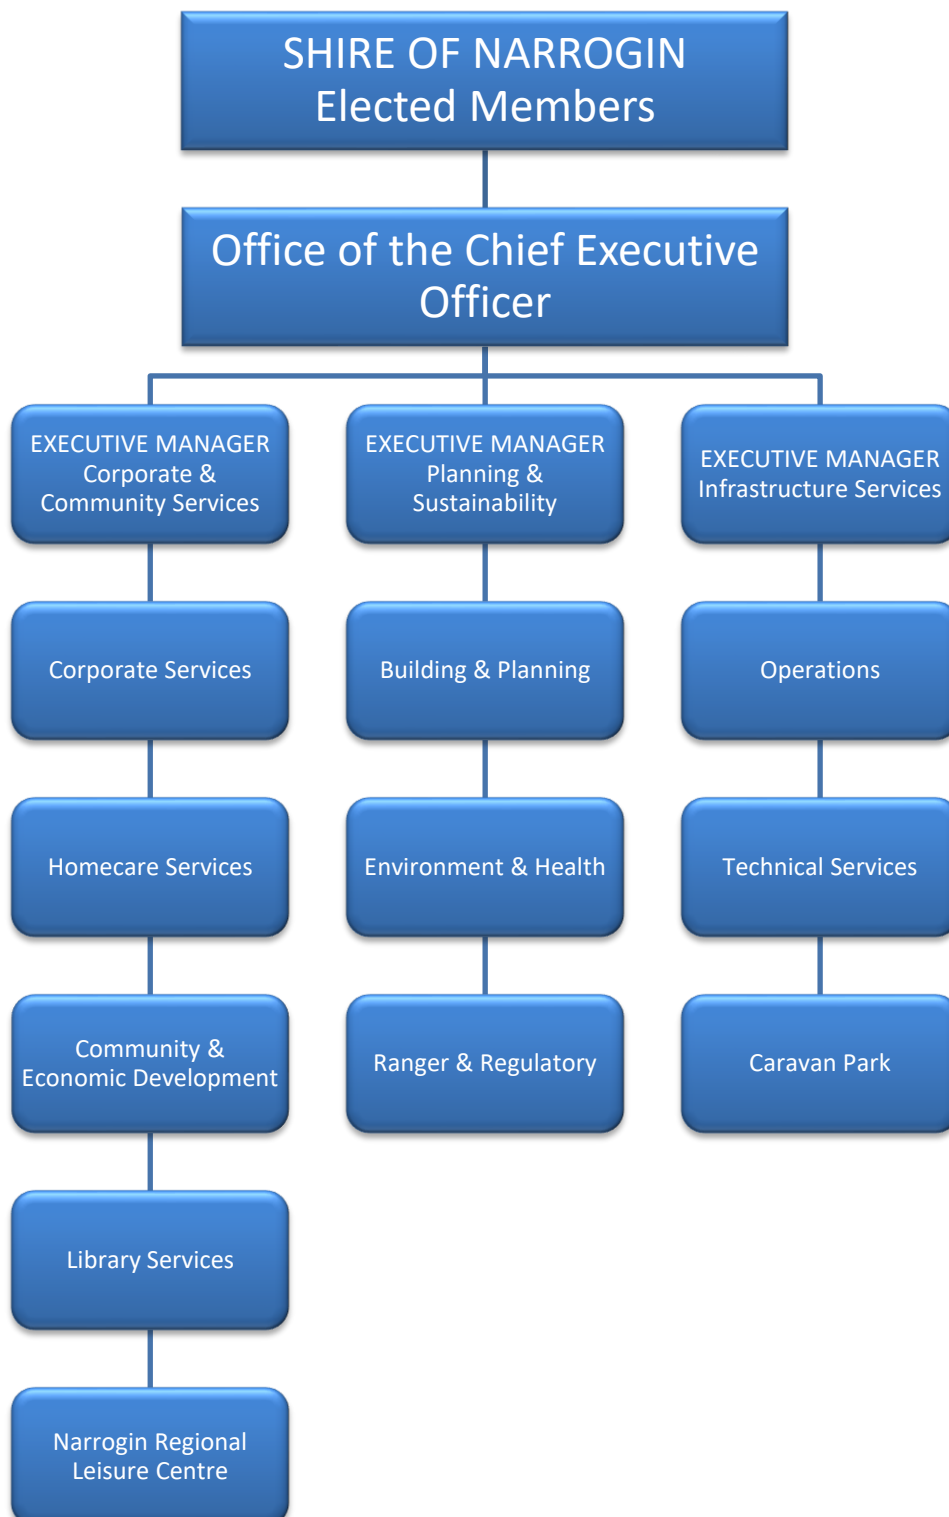 SHIRE OF NARROGIN
Elected Members
Office of the Chief Executive
Officer
EXECUTIVE MANAGER
Corporate &
Community Services
EXECUTIVE MANAGER
Planning &
Sustainability
EXECUTIVE MANAGER
Infrastructure Services
Corporate Services
Building & Planning
Operations
Homecare Services
Environment & Health
Technical Services
Community &
Economic Development
Ranger & Regulatory
Caravan Park
Library Services
Narrogin Regional
Leisure Centre